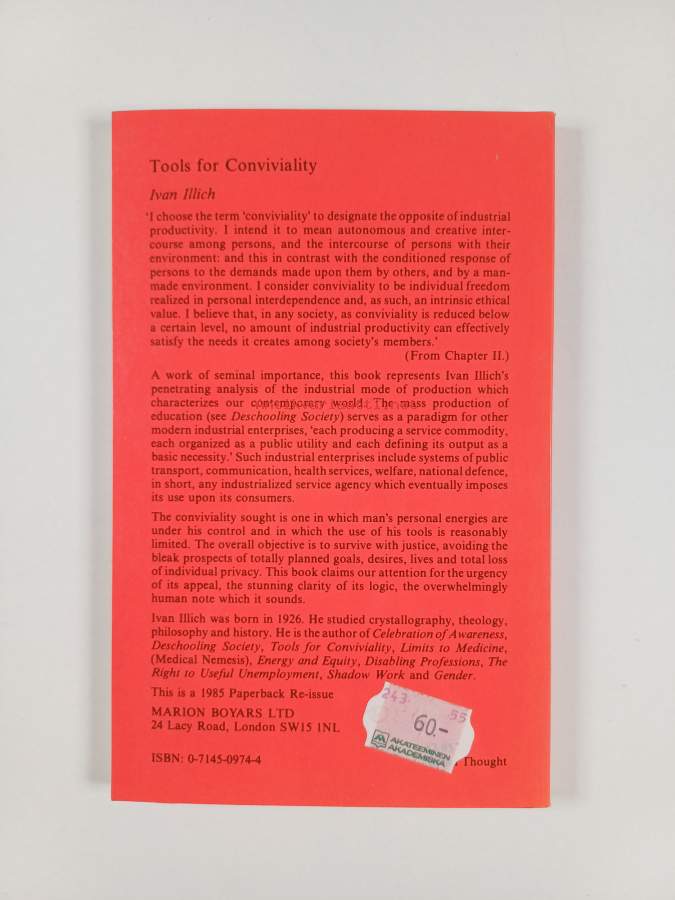 Tools for Conviviality
Ivan Illich
'I choose the term 'conviviality' to designate the opposite of industrial
productivity. I intend it to mean autonomous and creative inter-
course among persons, and the intercourse of persons with their
environment: and this in contrast with the conditioned response of
persons to the demands made upon them by others, and by a man-
made environment. I consider conviviality to be individual freedom
realized in personal interdependence and, as such, an intrinsic ethical
value. I believe that, in any society, as conviviality is reduced below
a certain level, no amount of industrial productivity can effectively
satisfy the needs it creates among society's members.'
(From Chapter II.)
A work of seminal importance, this book represents Ivan Illich's
penetrating analysis of the industrial mode of production which
characterizes our contemporary world. The mass production of
education (see Deschooling Society) serves as a paradigm for other
modern industrial enterprises, 'each producing a service commodity,
each organized as a public utility and each defining its output as a
basic necessity.' Such industrial enterprises include systems of public
transport, communication, health services, welfare, national defence,
in short, any industrialized service agency which eventually imposes
its use upon its consumers.
The conviviality sought is one in which man's personal energies are
under his control and in which the use of his tools is reasonably
limited. The overall objective is to survive with justice, avoiding the
bleak prospects of totally planned goals, desires, lives and total loss
of individual privacy. This book claims our attention for the urgency
of its appeal, the stunning clarity of its logic, the overwhelmingly
human note which it sounds.
Ivan Illich was born in 1926. He studied crystallography, theology,
philosophy and history. He is the author of Celebration of Awareness,
Deschooling Society, Tools for Conviviality, Limits to Medicine,
(Medical Nemesis), Energy and Equity, Disabling Professions, The
Right to Useful Unemployment, Shadow Work and Gender.
This is a 1985 Paperback Re-issue
MARION BOYARS LTD
24 Lacy Road, London SW15 1NL
243 55
60.-
AKATEEMINEN
AKADEMISKA
ISBN: 0-7145-0974-4
Thought